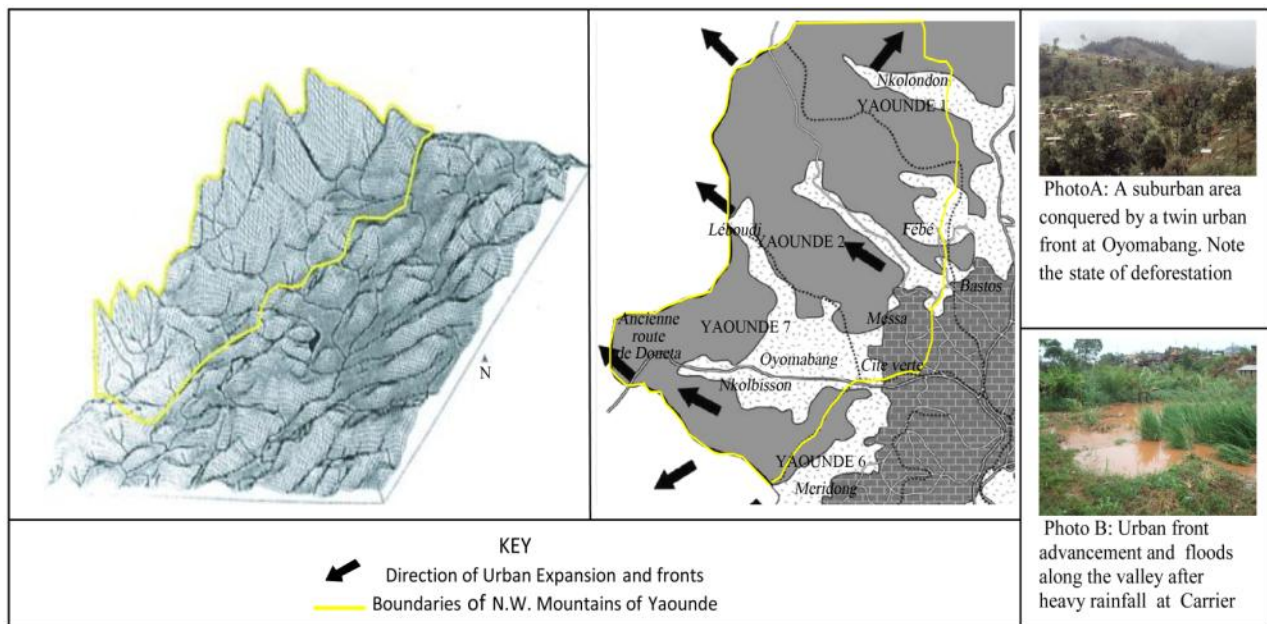 N
Nkolondon
YAOUNDE 1
Léboudi
YAOUNDE 2
Fébé
Bastos
Messa
Ancienne
route
de Doneta
YAOUNDE 7
Oyomabang
Cite verte
Nkolbisson
YAOUNDE 6
Meridong
PhotoA: A suburban area
conquered by a twin urban
front at Oyomabang. Note
the state of deforestation
Photo B: Urban front
advancement and floods
along the valley after
heavy rainfall at Carrier
KEY
Direction of Urban Expansion and fronts
Boundaries of N.W. Mountains of Yaounde